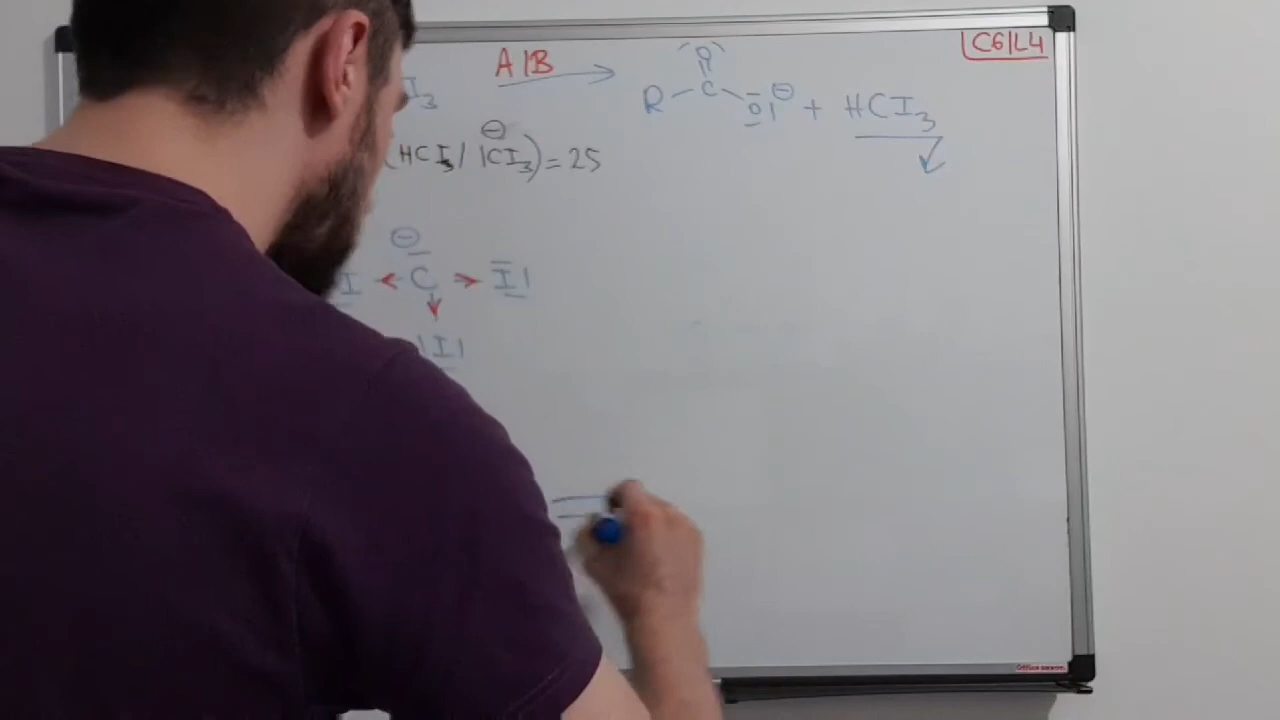 C6/L4
A/B
I₃
O
R - C - O| ⊖ + HCI₃
(HCI₃/ |CI₃⊖) = 25
⊖
I ← C → I|
|I|